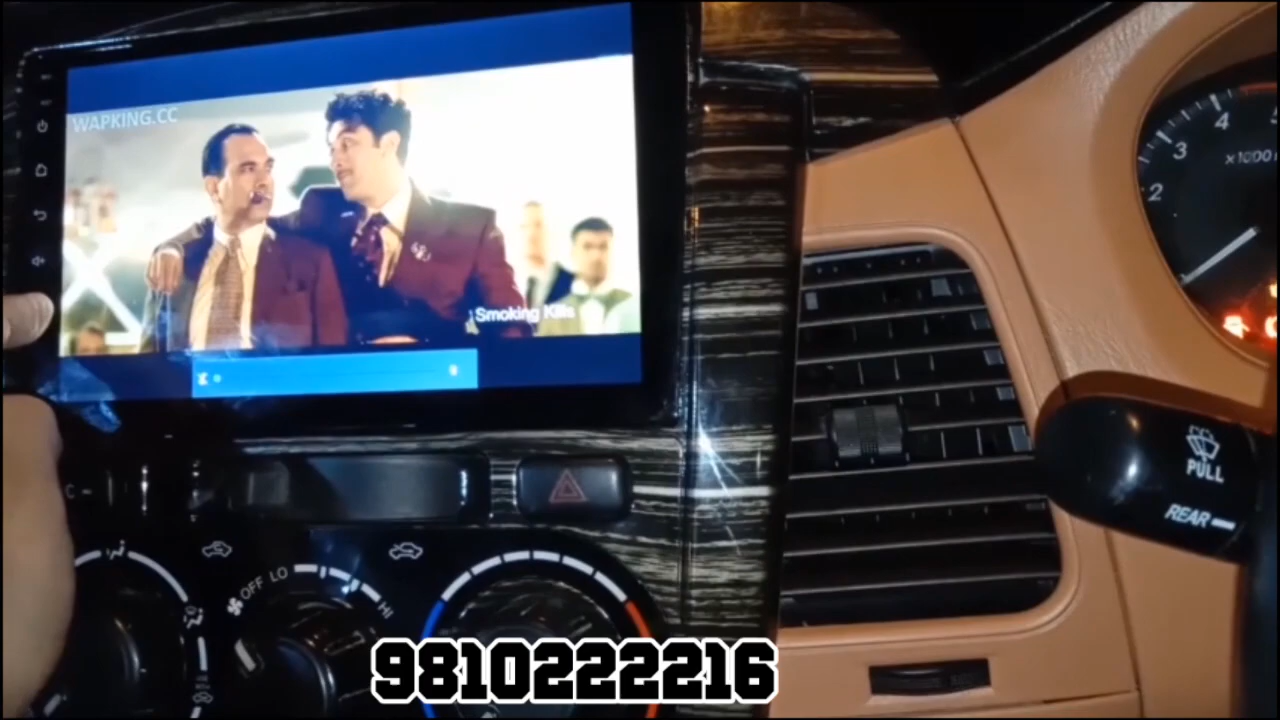 WAPKING.CC
Smoking Kills
4
3
2
x1000
PULL
REAR
OFF LO
HI
9810222216